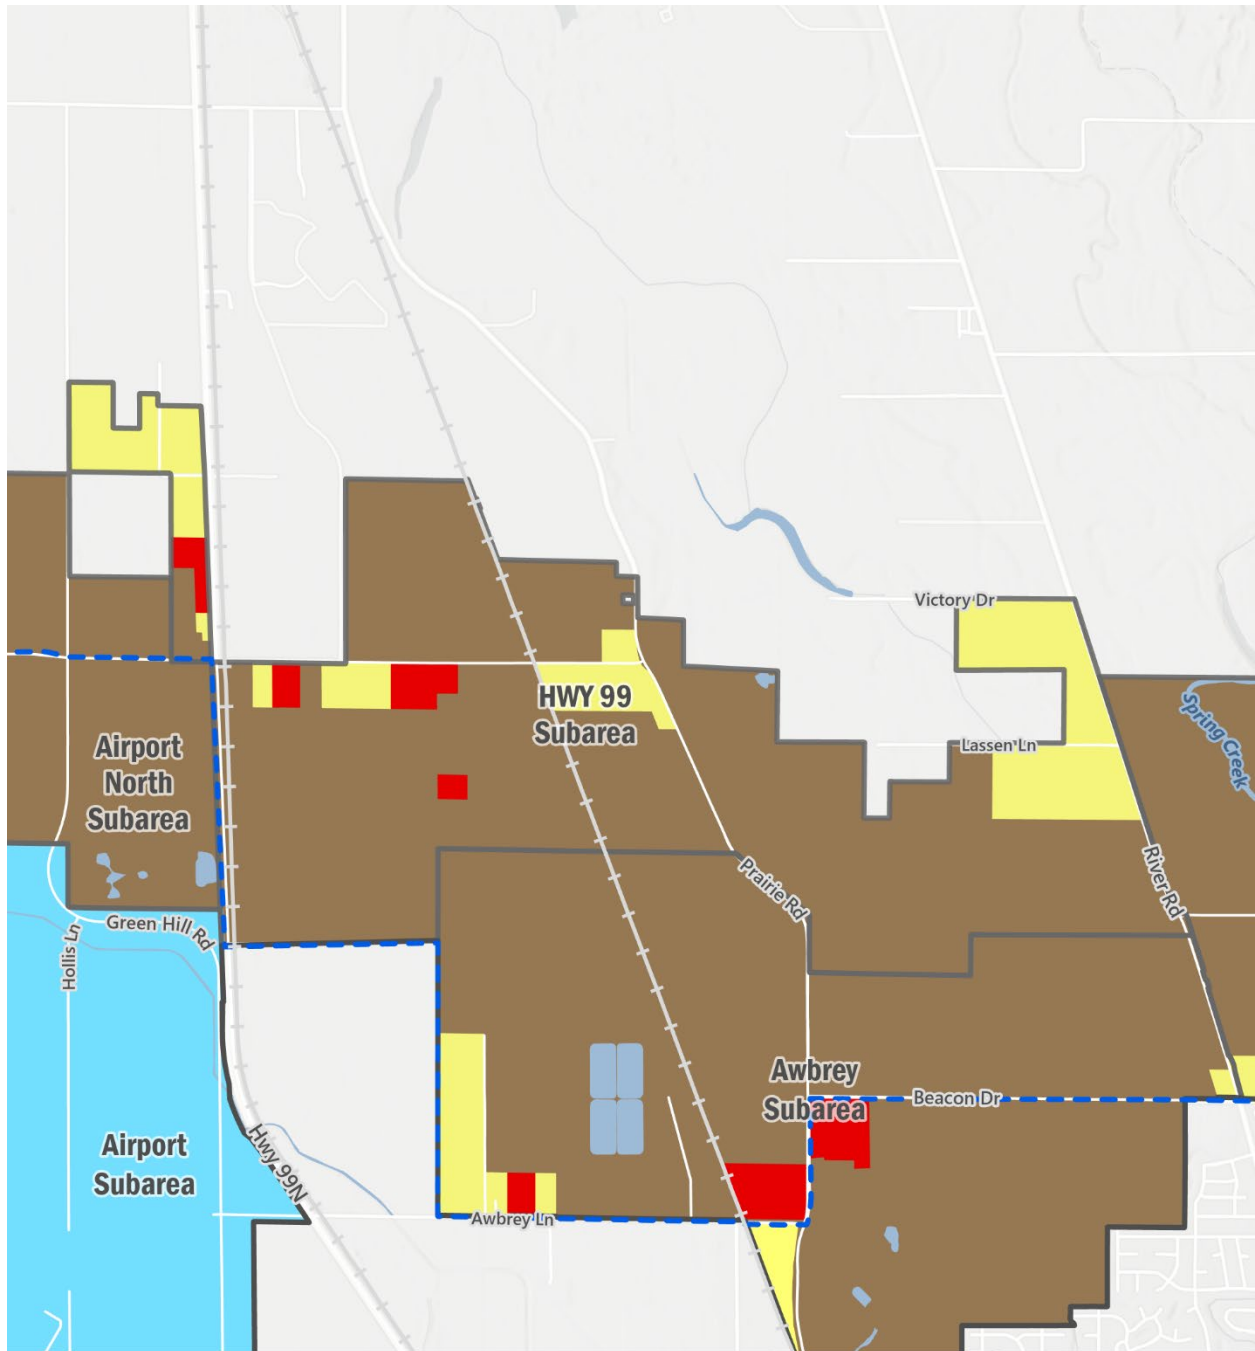 Victory Dr
HWY 99
Subarea
Spring Creek
Airport
North
Subarea
Lassen Ln
River Rd
Prairie Rd
Green Hill Rd
Hollis Ln
Awbrey
Subarea
Beacon Dr
Airport
Subarea
Hwy 99N
Awbrey Ln